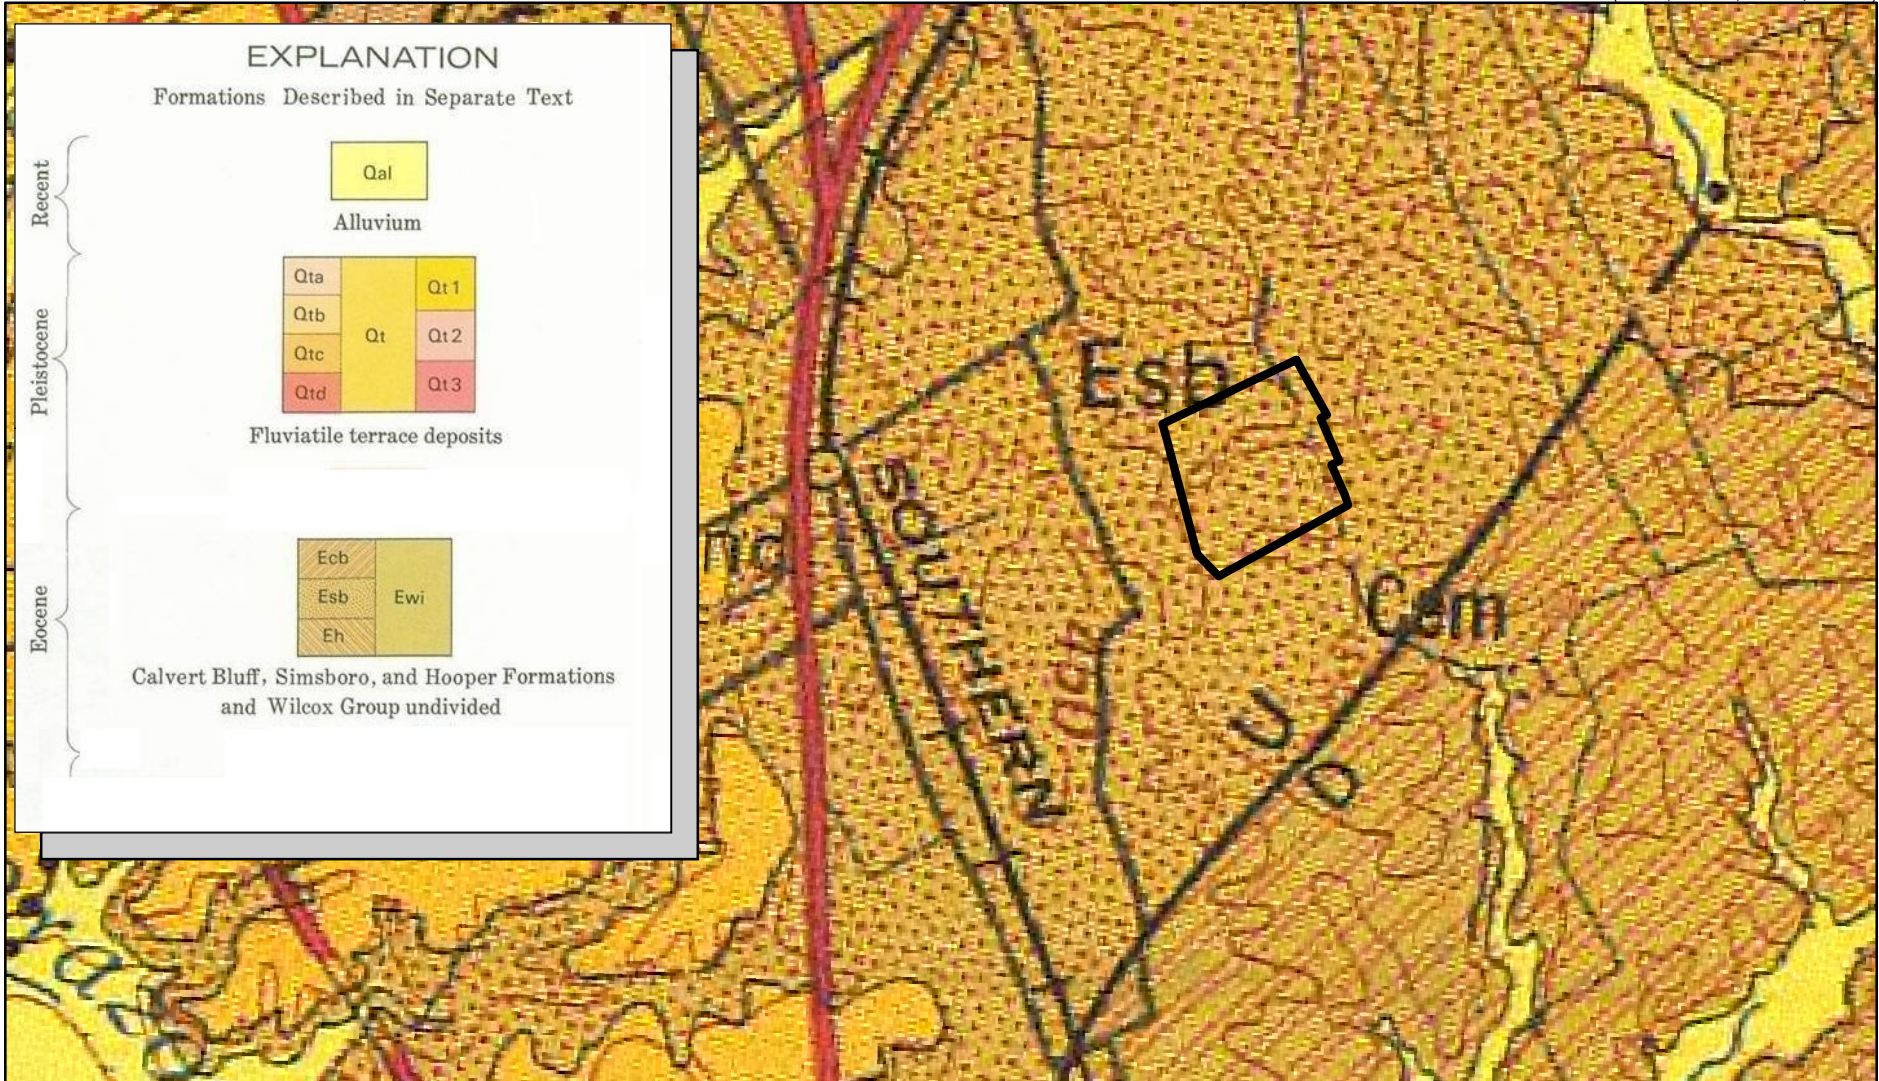 EXPLANATION
Formations Described in Separate Text
Recent
Qal
Alluvium
Pleistocene
Qta
Qtb
Qtc
Qtd
Qt
Qt1
Qt2
Qt3
Fluviatile terrace deposits
Eocene
Ecb
Esb
Eh
Ewi
Calvert Bluff, Simsboro, and Hooper Formations
and Wilcox Group undivided
Esb
SOUTHERN
Cem
U
D